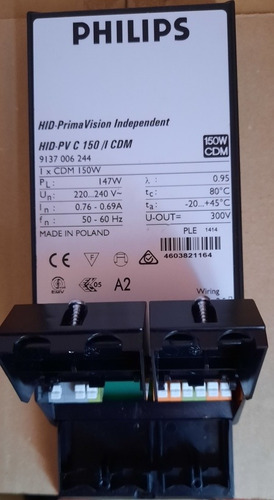 PHILIPS
HID-PrimaVision Independent
HID-PV C 150 /I CDM
150W
CDM
9137 006 244
1 x CDM 150W
PL: 147W λ: 0.95
Un: 220...240 V~ tc: 80°C
In: 0.76 - 0.69A ta: -20...+45°C
fn: 50 - 60 Hz U-OUT= 300V
MADE IN POLAND PLE 1414
4603821164
CE F
05 A2 Wiring